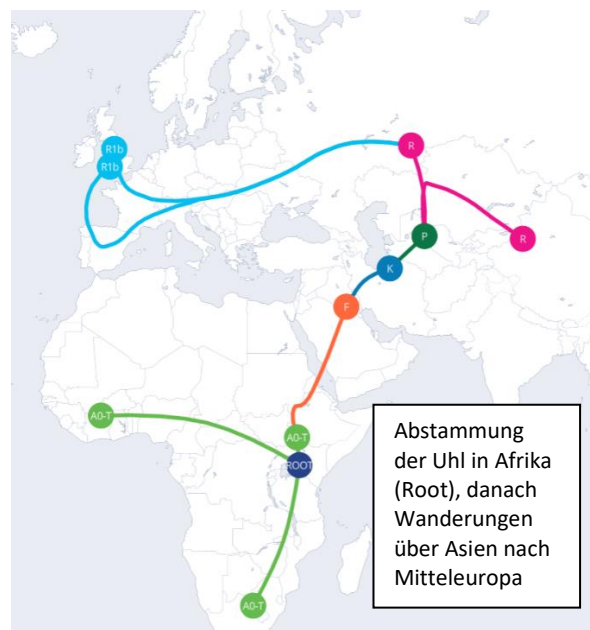 R1b
R1b
R
P
R
K
F
A0-T
A0-T
ROOT
A0-T
Abstammung
der Uhl in Afrika
(Root), danach
Wanderungen
über Asien nach
Mitteleuropa